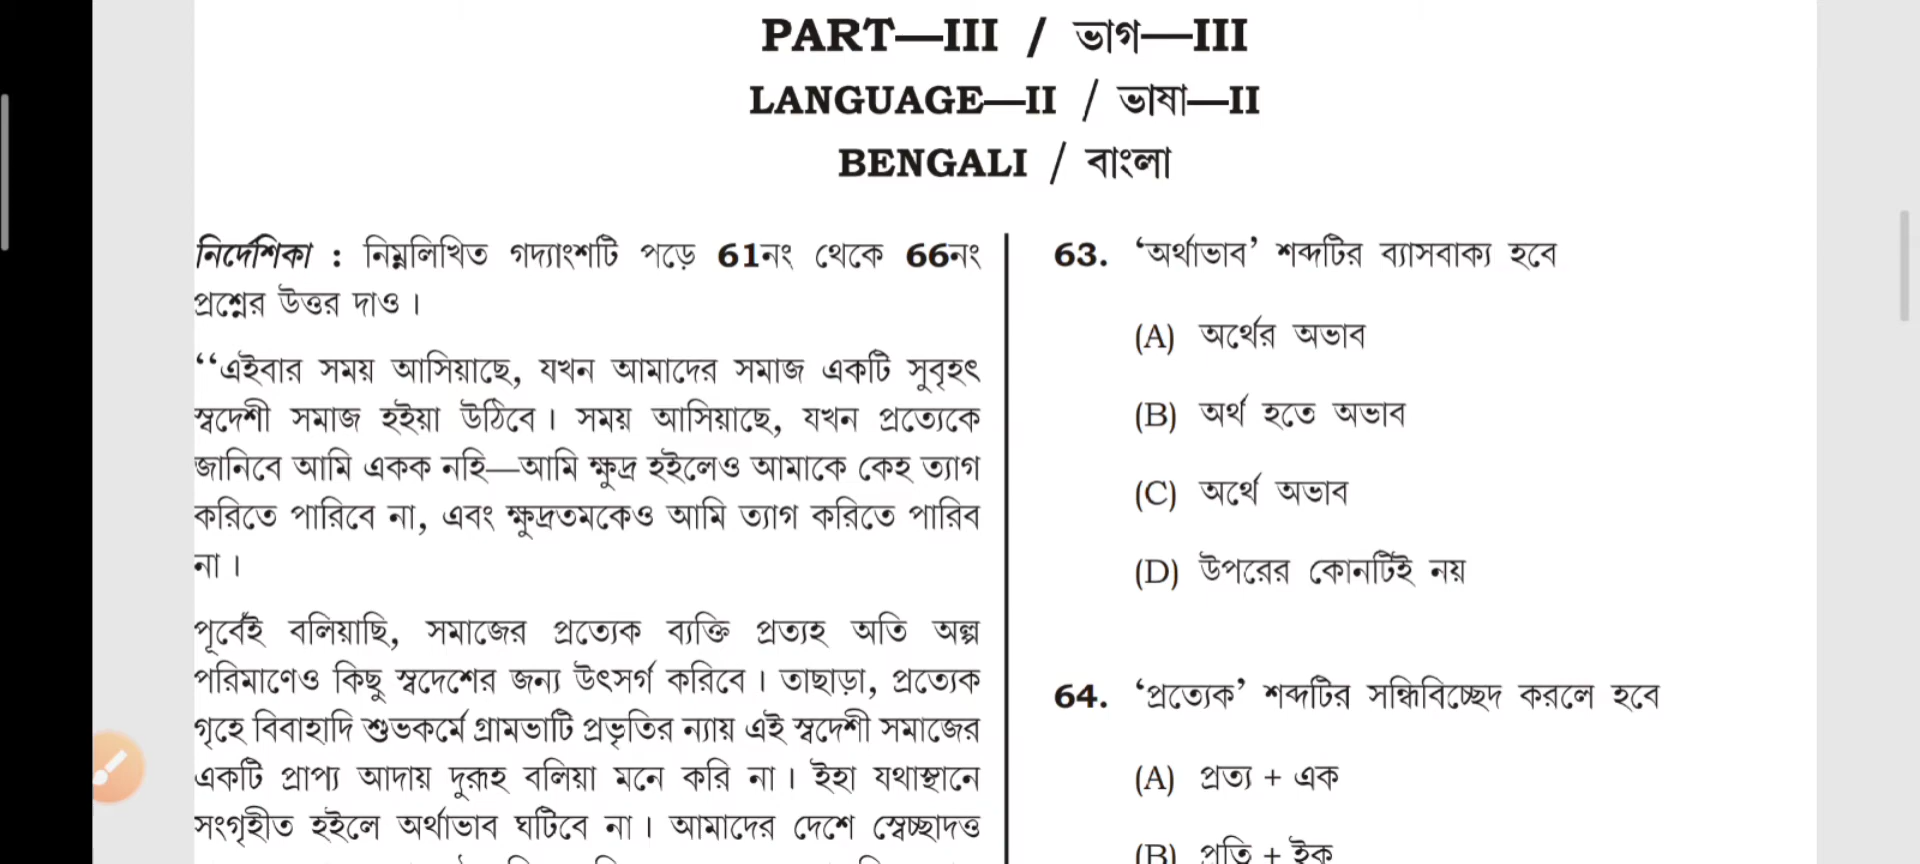 PART—III / ভাগ—III
LANGUAGE—II / ভাষা—II
BENGALI / বাংলা
নির্দেশিকা : নিম্নলিখিত গদ্যাংশটি পড়ে 61নং থেকে 66নং
প্রশ্নের উত্তর দাও।
‘‘এইবার সময় আসিয়াছে, যখন আমাদের সমাজ একটি সুবৃহৎ
স্বদেশী সমাজ হইয়া উঠিবে। সময় আসিয়াছে, যখন প্রত্যেকে
জানিবে আমি একক নহি—আমি ক্ষুদ্র হইলেও আমাকে কেহ ত্যাগ
করিতে পারিবে না, এবং ক্ষুদ্রতমকেও আমি ত্যাগ করিতে পারিব
না।
পূর্বেই বলিয়াছি, সমাজের প্রত্যেক ব্যক্তি প্রত্যহ অতি অল্প
পরিমাণেও কিছু স্বদেশের জন্য উৎসর্গ করিবে। তাছাড়া, প্রত্যেক
গৃহে বিবাহাদি শুভকর্মে গ্রামভাটি প্রভৃতির ন্যায় এই স্বদেশী সমাজের
একটি প্রাপ্য আদায় দুরূহ বলিয়া মনে করি না। ইহা যথাস্থানে
সংগৃহীত হইলে অর্থাভাব ঘটিবে না। আমাদের দেশে স্বেচ্ছাদত্ত
63. ‘অর্থাভাব’ শব্দটির ব্যাসবাক্য হবে
(A) অর্থের অভাব
(B) অর্থ হতে অভাব
(C) অর্থে অভাব
(D) উপরের কোনটিই নয়
64. ‘প্রত্যেক’ শব্দটির সন্ধিবিচ্ছেদ করলে হবে
(A) প্রত্য + এক
(B) প্রতি + ইক